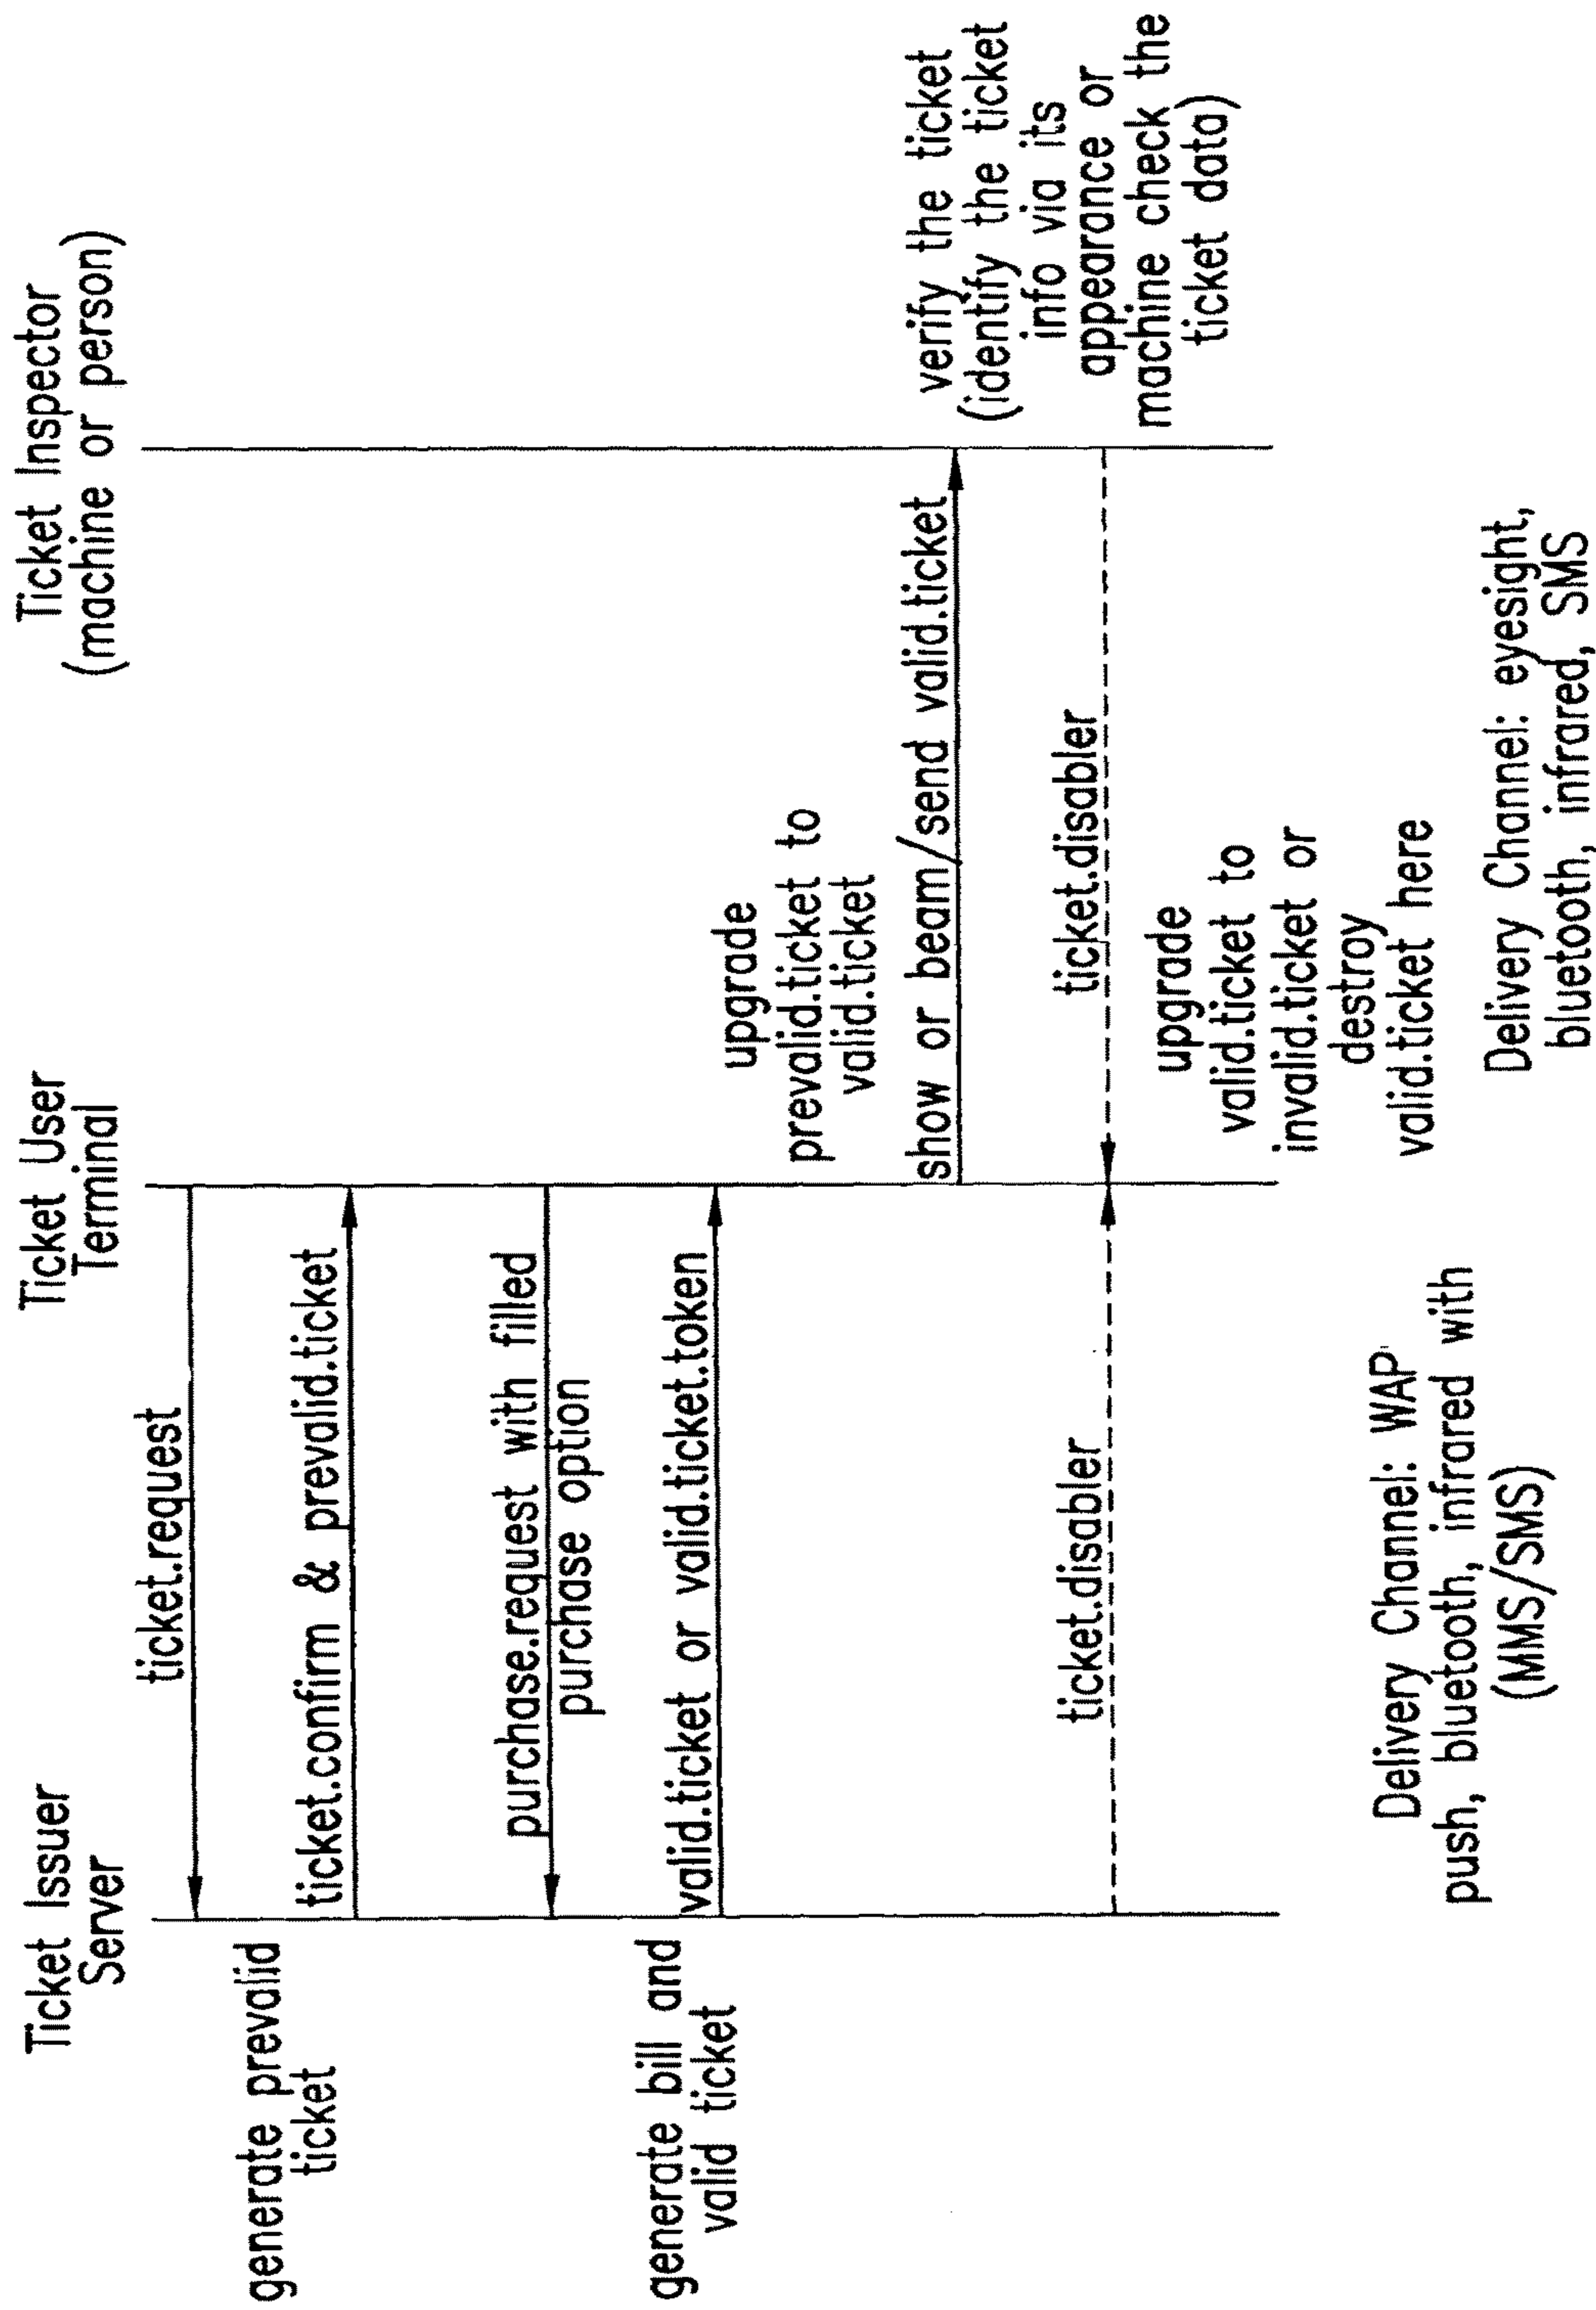 Ticket Issuer
Server
Ticket User
Terminal
Ticket Inspector
(machine or person)
ticket.request
generate prevalid
ticket
ticket.confirm & prevalid.ticket
purchase.request with filled
purchase option
generate bill and
valid ticket
valid.ticket or valid.ticket.token
upgrade
prevalid.ticket to
valid.ticket
show or beam/send valid.ticket
verify the ticket
(identify the ticket
info via its
appearance or
machine check the
ticket data)
ticket.disabler
ticket.disabler
upgrade
valid.ticket to
invalid.ticket or
destroy
valid.ticket here
Delivery Channel: WAP
push, bluetooth, infrared with
(MMS/SMS)
Delivery Channel: eyesight,
bluetooth, infrared, SMS